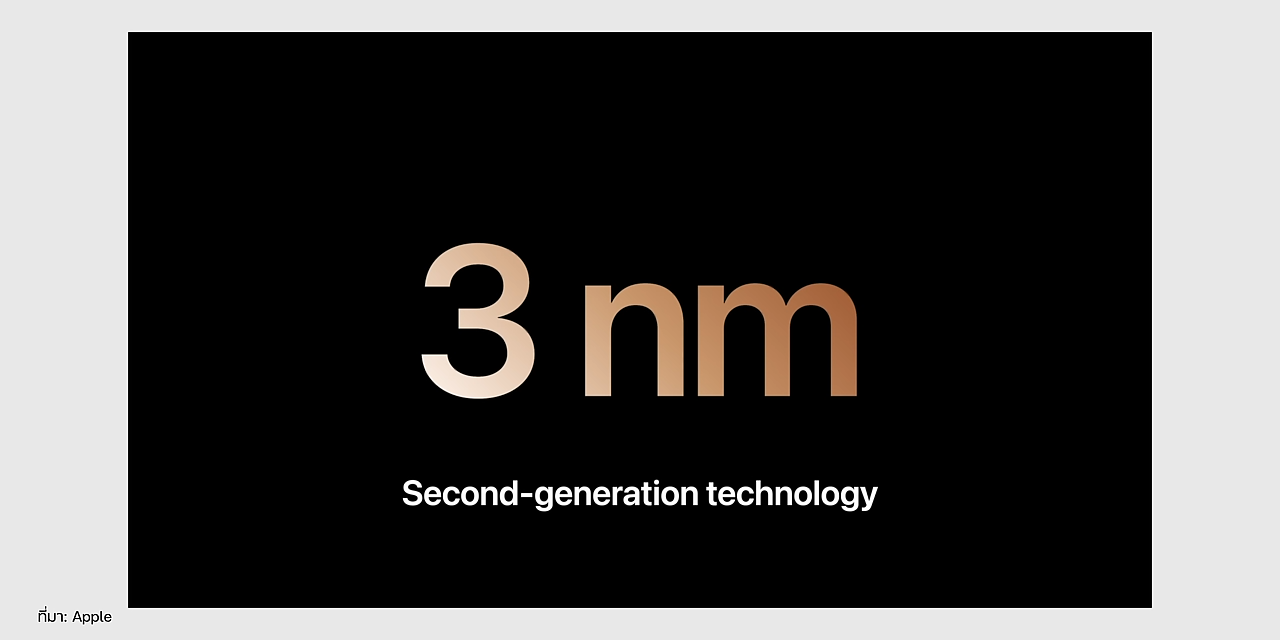 3 nm
Second-generation technology
ที่มา: Apple